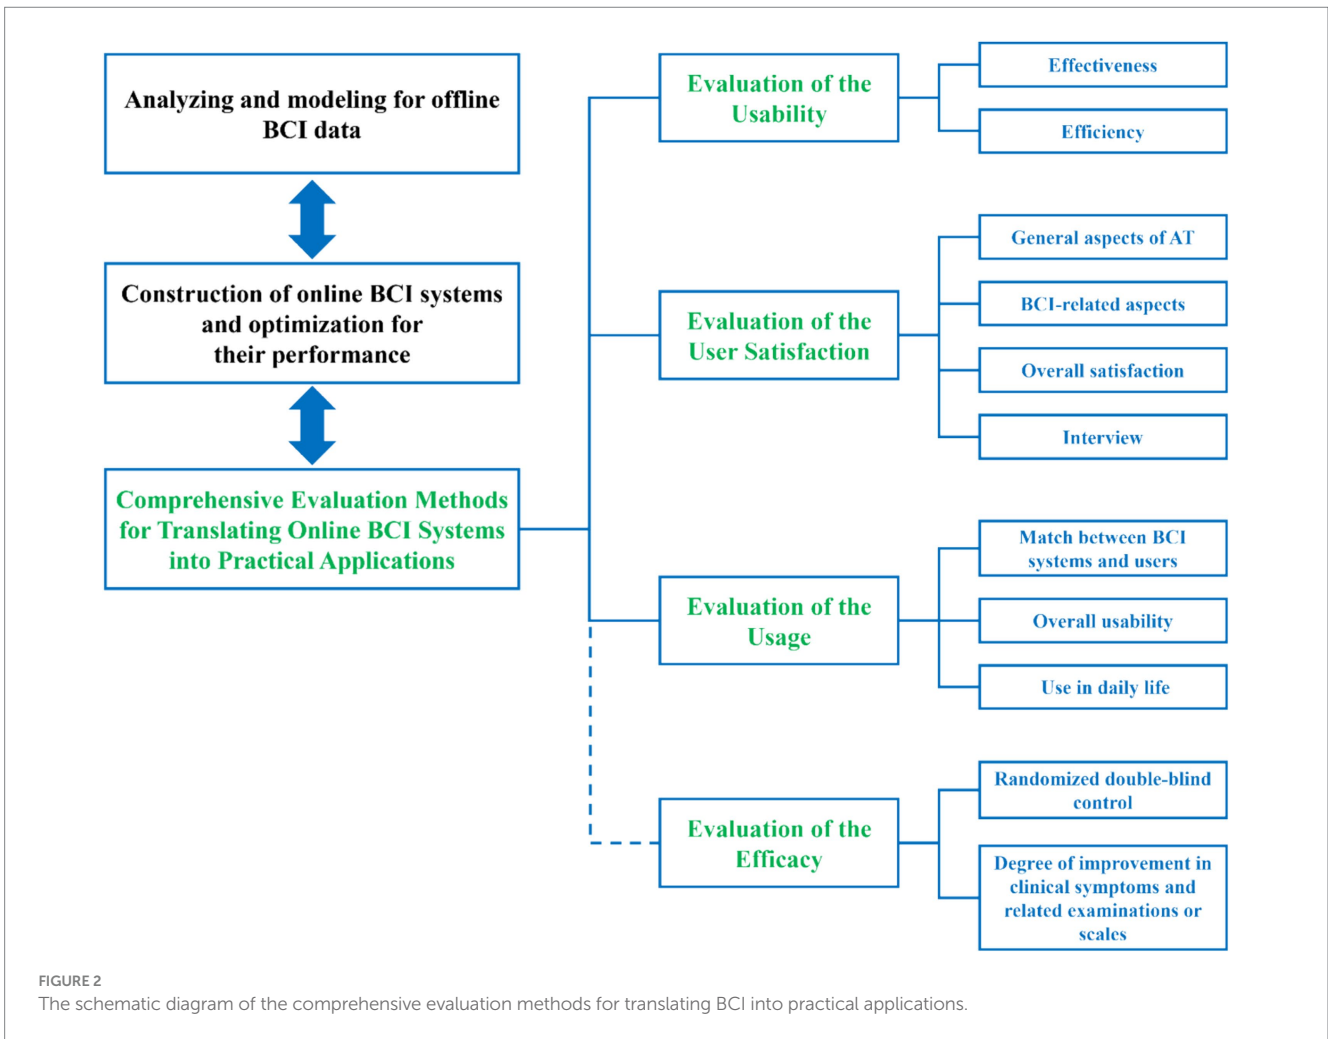 Analyzing and modeling for offline
BCI data
Construction of online BCI systems
and optimization for
their performance
Comprehensive Evaluation Methods
for Translating Online BCI Systems
into Practical Applications
Evaluation of the
Usability
Effectiveness
Efficiency
Evaluation of the
User Satisfaction
General aspects of AT
BCI-related aspects
Overall satisfaction
Interview
Evaluation of the
Usage
Match between BCI
systems and users
Overall usability
Use in daily life
Evaluation of the
Efficacy
Randomized double-blind
control
Degree of improvement in
clinical symptoms and
related examinations or
scales
FIGURE 2
The schematic diagram of the comprehensive evaluation methods for translating BCI into practical applications.